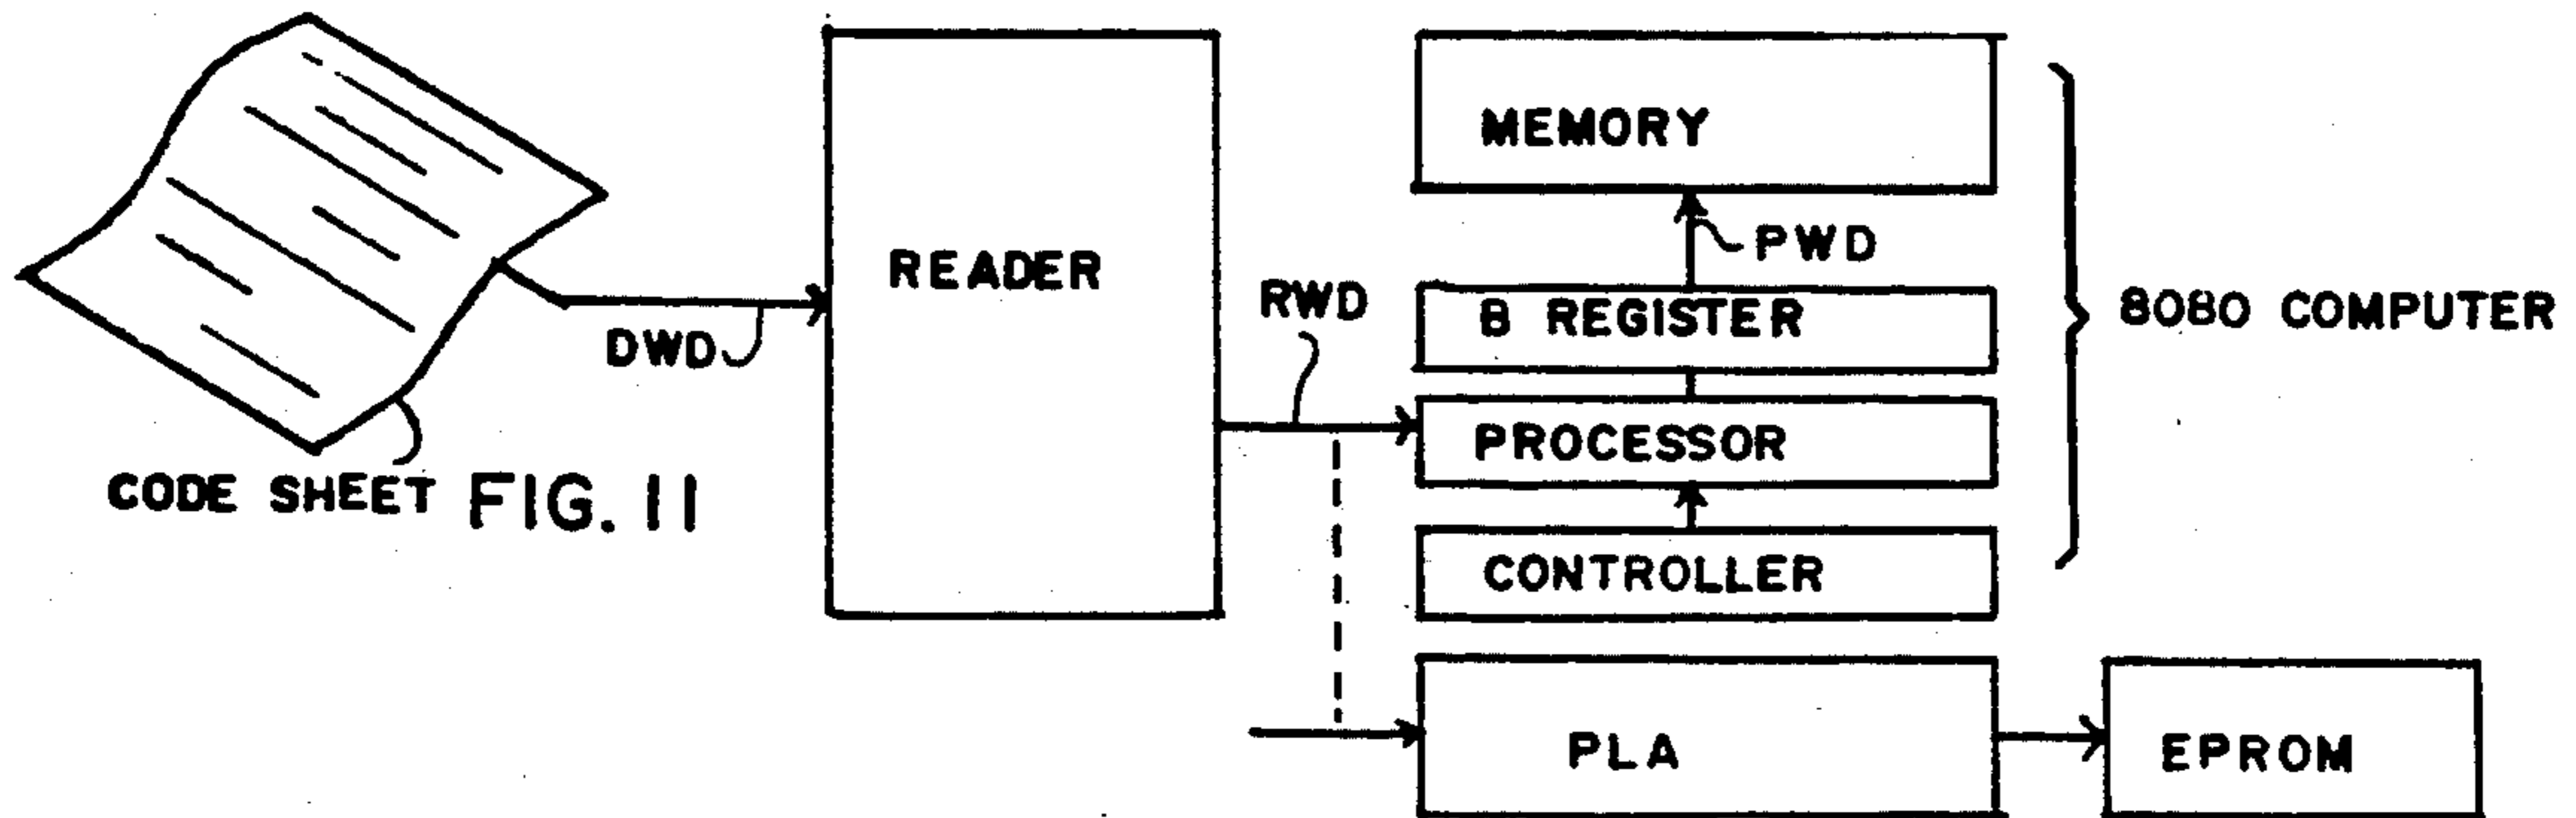 MEMORY
PWD
READER
RWD
B REGISTER
8080 COMPUTER
DWD
PROCESSOR
CODE SHEET
FIG. 11
CONTROLLER
PLA
EPROM